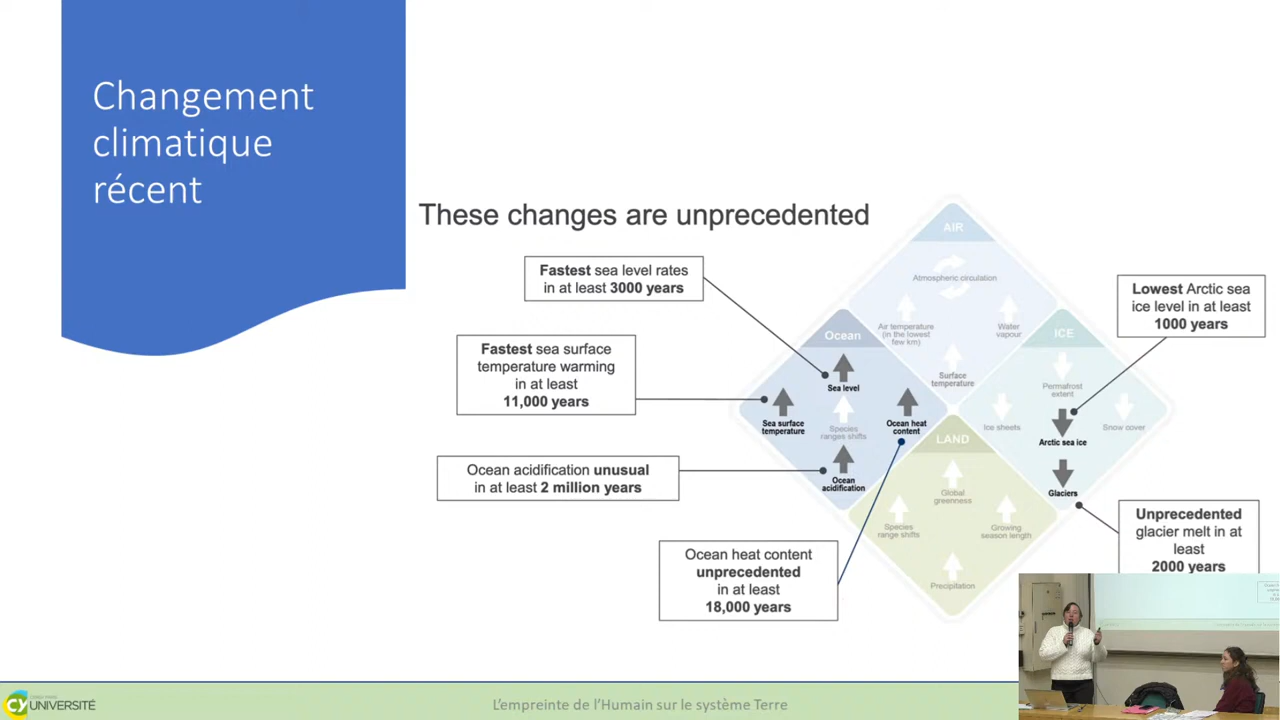 Changement
climatique
récent
These changes are unprecedented
Fastest sea level rates
in at least 3000 years
Fastest sea surface
temperature warming
in at least
11,000 years
Ocean acidification unusual
in at least 2 million years
Ocean heat content
unprecedented
in at least
18,000 years
AIR
Atmospheric circulation
Air temperature
(in the lowest
few km)
Water
vapour
Surface
temperature
Ocean
Sea level
Sea surface
temperature
Species
ranges shifts
Ocean heat
content
Ocean
acidification
ICE
Permafrost
extent
Ice sheets
Snow cover
Arctic sea ice
Glaciers
LAND
Global
greenness
Species
range shifts
Growing
season length
Precipitation
Lowest Arctic sea
ice level in at least
1000 years
Unprecedented
glacier melt in at
least
2000 years
CY
UNIVERSITÉ
L’empreinte de l’Humain sur le système Terre